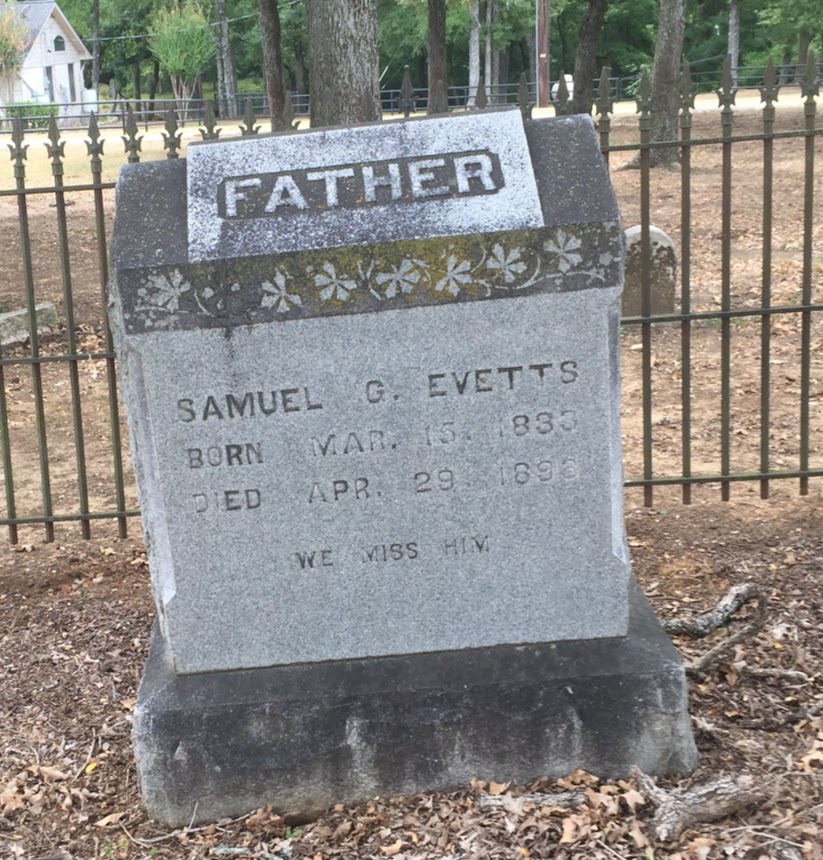 FATHER
SAMUEL G. EVETTS
BORN MAR. 15. 1833
DIED APR. 29. 1893
WE MISS HIM